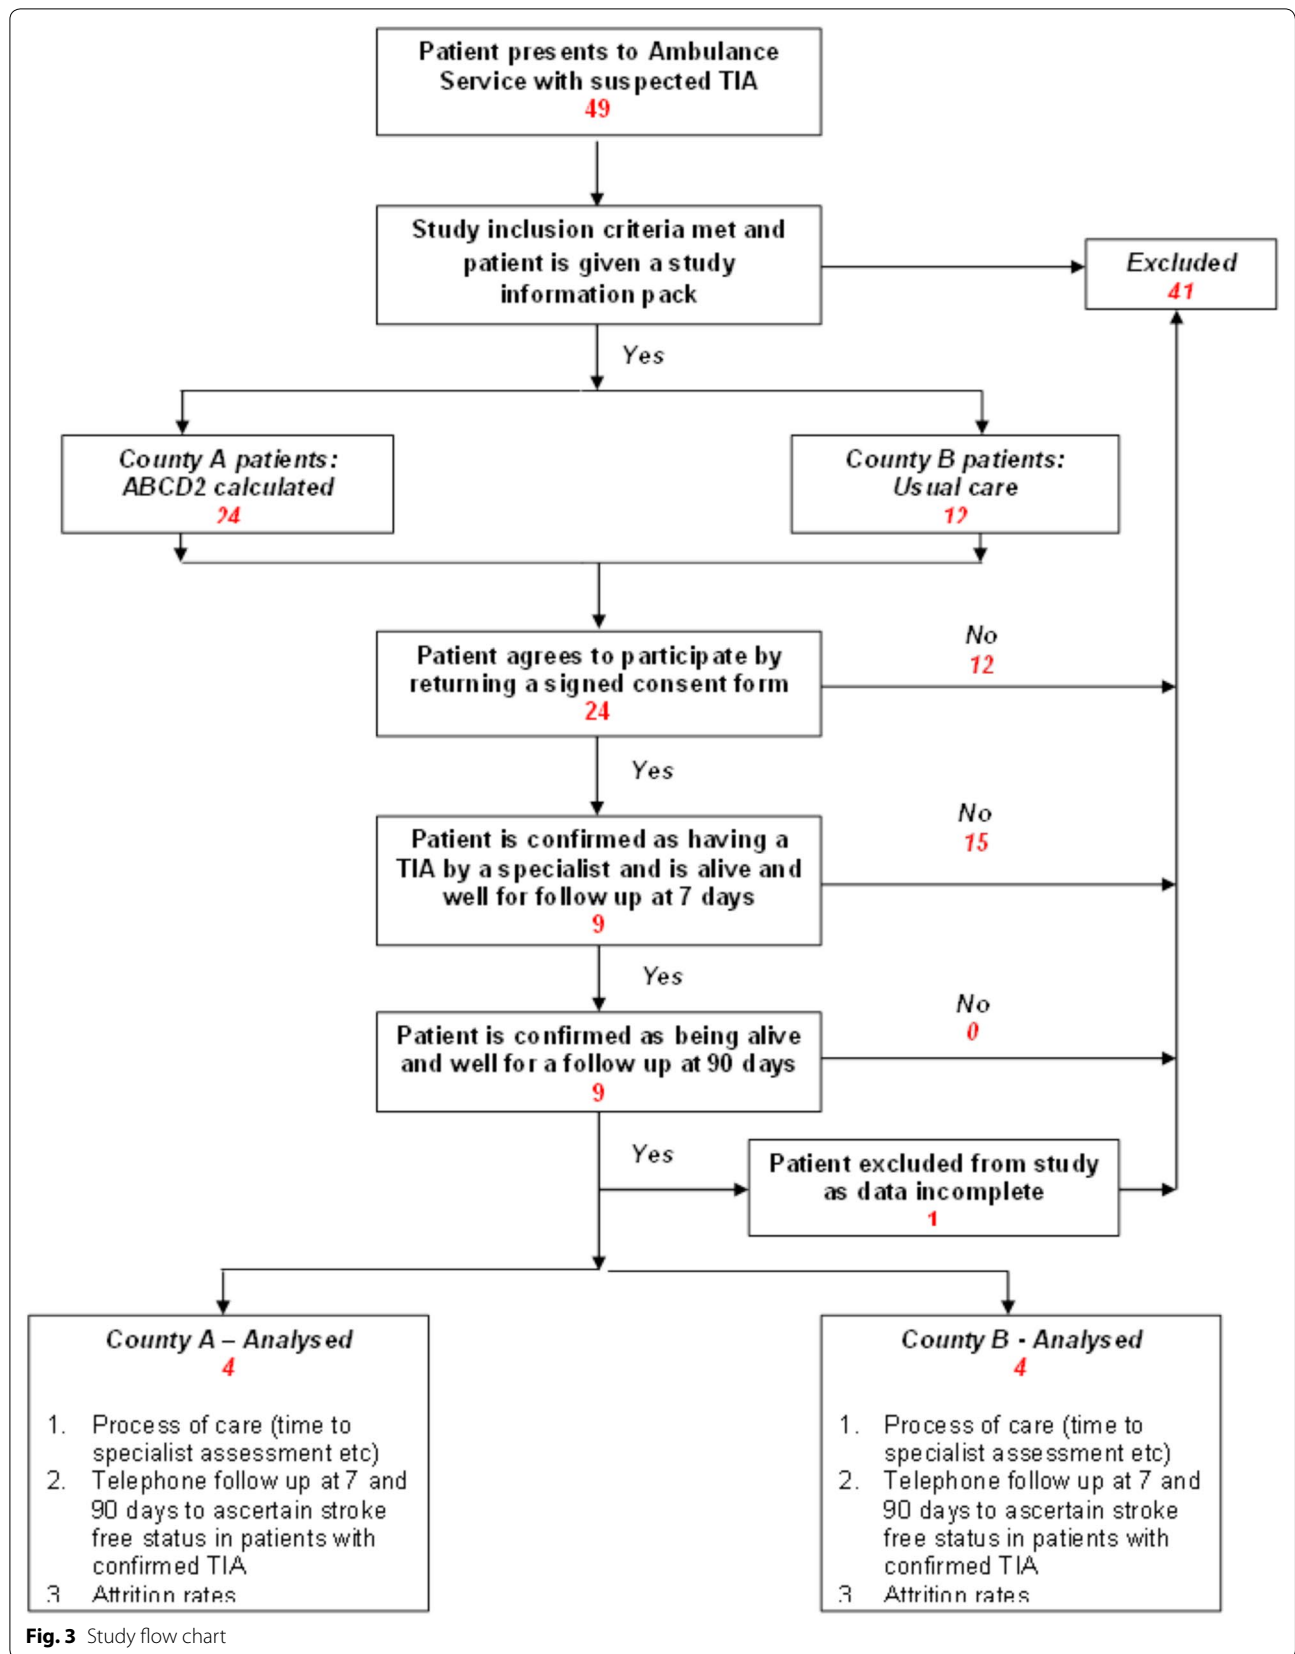 Patient presents to Ambulance
Service with suspected TIA
49
Study inclusion criteria met and
patient is given a study
information pack
Excluded
41
Yes
County A patients:
ABCD2 calculated
24
County B patients:
Usual care
12
Patient agrees to participate by
returning a signed consent form
24
No
12
Yes
Patient is confirmed as having a
TIA by a specialist and is alive and
well for follow up at 7 days
9
No
15
Yes
Patient is confirmed as being alive
and well for a follow up at 90 days
9
No
0
Yes
Patient excluded from study
as data incomplete
1
County A – Analysed
4
1. Process of care (time to
specialist assessment etc)
2. Telephone follow up at 7 and
90 days to ascertain stroke
free status in patients with
confirmed TIA
3 Attrition rates
County B - Analysed
4
1. Process of care (time to
specialist assessment etc)
2. Telephone follow up at 7 and
90 days to ascertain stroke
free status in patients with
confirmed TIA
3 Attrition rates
Fig. 3 Study flow chart